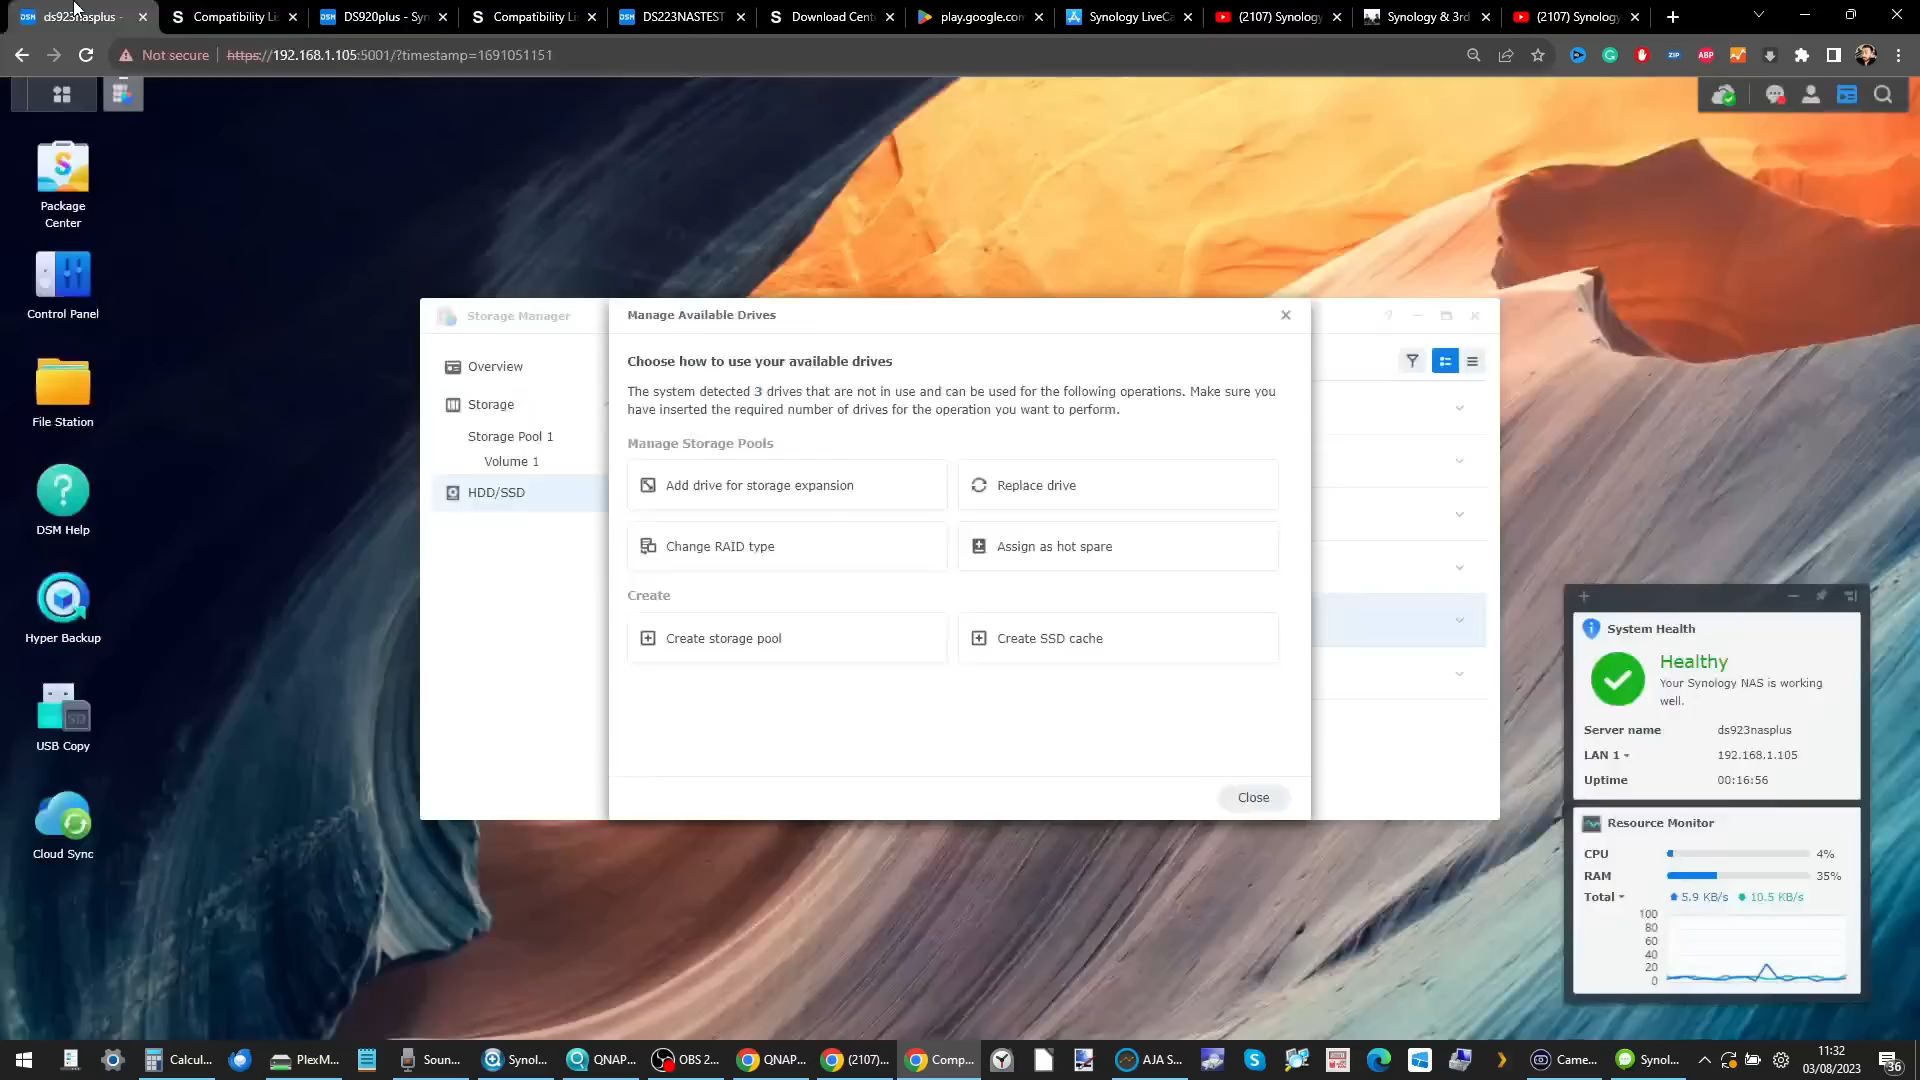 ds923nasplus -
Compatibility Li
DS920plus - Syn
Compatibility Li
DS223NASTEST
Download Cent
play.google.com
Synology LiveCa
(2107) Synology
Synology & 3rd
(2107) Synology
Not secure
https://192.168.1.105:5001/?timestamp=1691051151
Package
Center
Control Panel
File Station
DSM Help
Hyper Backup
USB Copy
Cloud Sync
Storage Manager
Overview
Storage
Storage Pool 1
Volume 1
HDD/SSD
Manage Available Drives
Choose how to use your available drives
The system detected 3 drives that are not in use and can be used for the following operations. Make sure you
have inserted the required number of drives for the operation you want to perform.
Manage Storage Pools
Add drive for storage expansion
Replace drive
Change RAID type
Assign as hot spare
Create
Create storage pool
Create SSD cache
Close
System Health
Healthy
Your Synology NAS is working
well.
Server name ds923nasplus
LAN 1 192.168.1.105
Uptime 00:16:56
Resource Monitor
CPU 4%
RAM 35%
Total 5.9 KB/s 10.5 KB/s
100
80
60
40
20
0
Calcul...
PlexM...
Soun...
Synol...
QNAP...
OBS 2...
QNAP...
(2107)...
Comp...
AJA S...
Came...
Synol...
11:32
03/08/2023
36